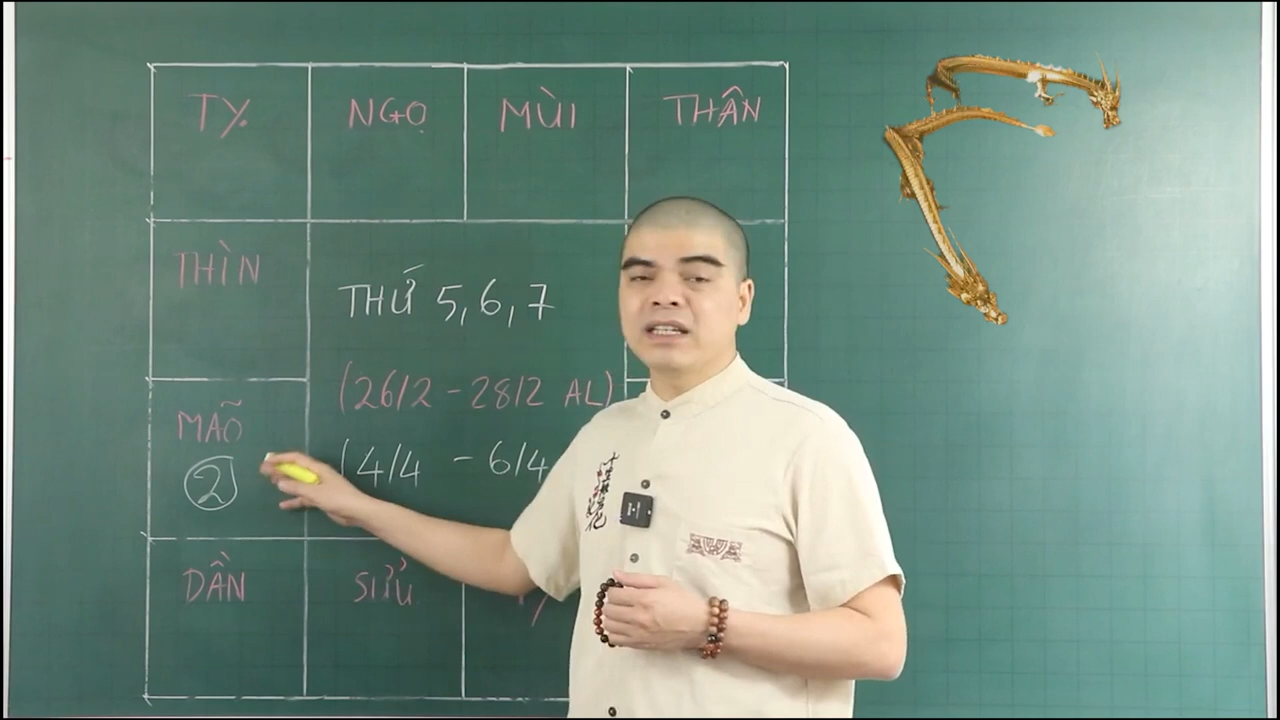 TỴ
NGỌ
MÙI
THÂN
THÌN
THỨ 5,6,7
(26/2 - 28/2 AL)
MÃO
(4/4 - 6/4
2
DẦN
SỬU